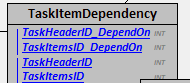 TaskItemDependency
TaskHeaderID_DependOn INT
TaskItemsID_DependOn INT
TaskHeaderID INT
TaskItemsID INT